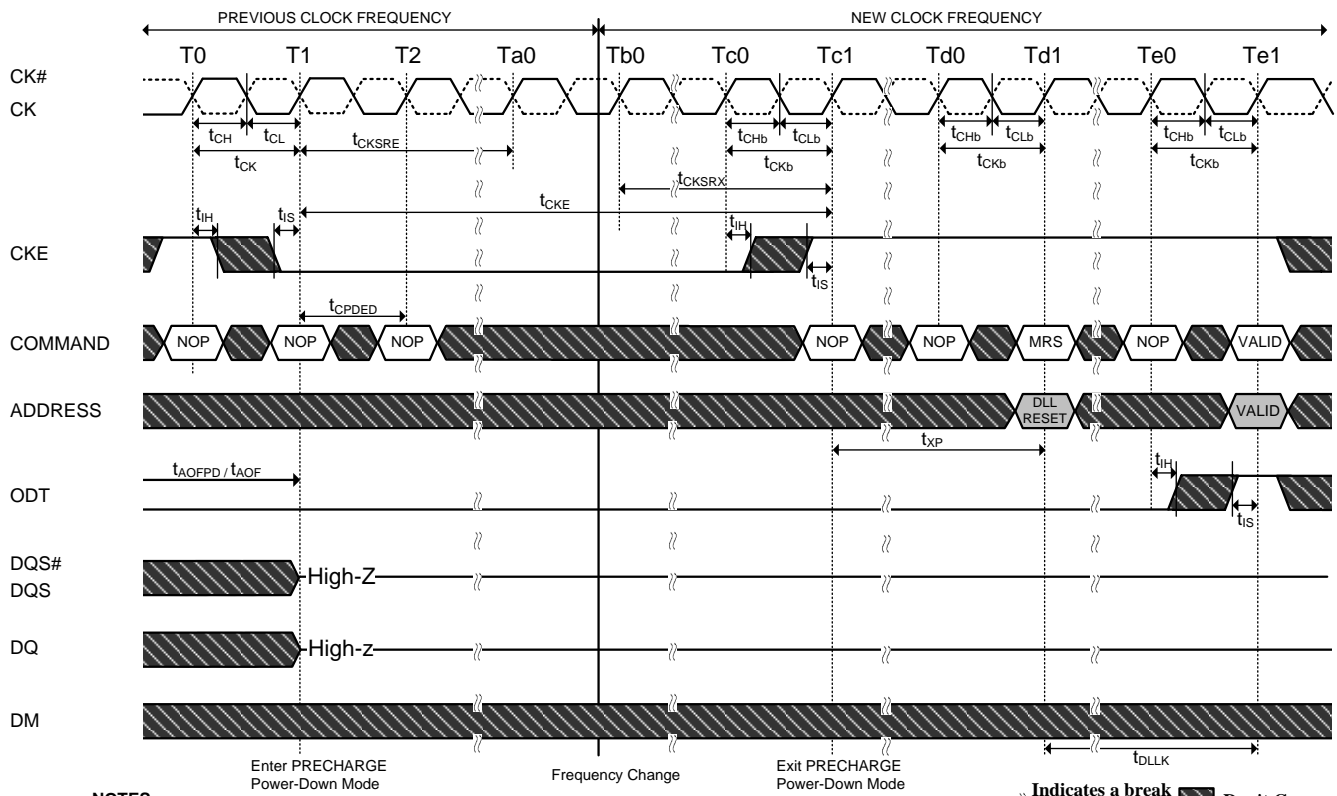 PREVIOUS CLOCK FREQUENCY NEW CLOCK FREQUENCY
T0 T1 T2 Ta0 Tb0 Tc0 Tc1 Td0 Td1 Te0 Te1
CK#
CK
tCH tCL tCHb tCLb tCHb tCLb tCHb tCLb
tCK tCKSRE tCKb tCKb tCKb
tCKSRX
tCKE
tIH tIS tIH
CKE
tIS
tCPDED
COMMAND NOP NOP NOP NOP NOP MRS NOP VALID
ADDRESS DLL RESET VALID
tXP
tAOFPD / tAOF tIH
ODT
tIS
DQS#
DQS High-Z
DQ High-z
DM
tDLLK
Enter PRECHARGE
Power-Down Mode
Frequency Change
Exit PRECHARGE
Power-Down Mode
Indicates a break